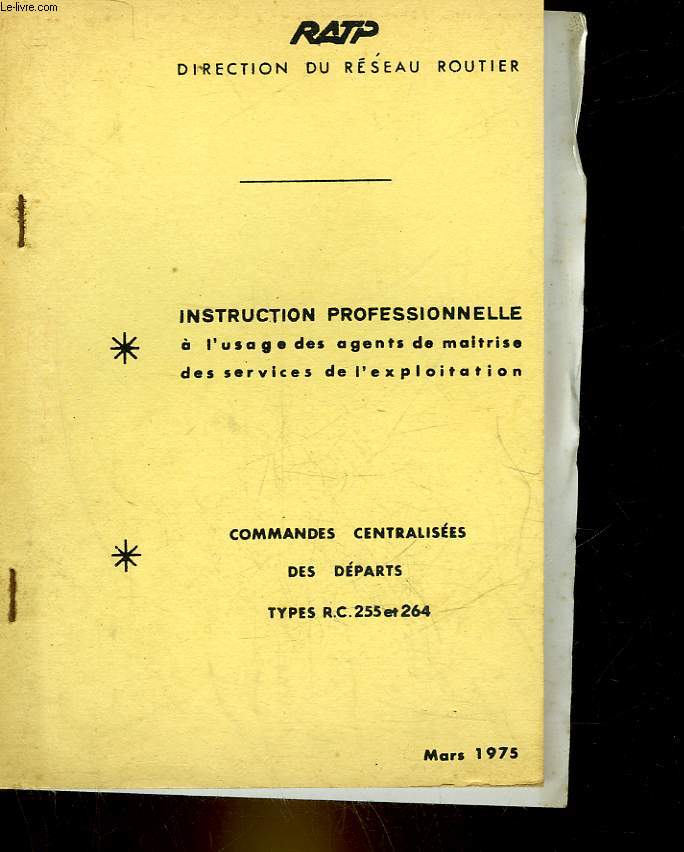 Le-livre.com
RATP
DIRECTION DU RÉSEAU ROUTIER
INSTRUCTION PROFESSIONNELLE
à l'usage des agents de maitrise
des services de l'exploitation
COMMANDES CENTRALISÉES
DES DÉPARTS
TYPES R.C. 255 et 264
Mars 1975